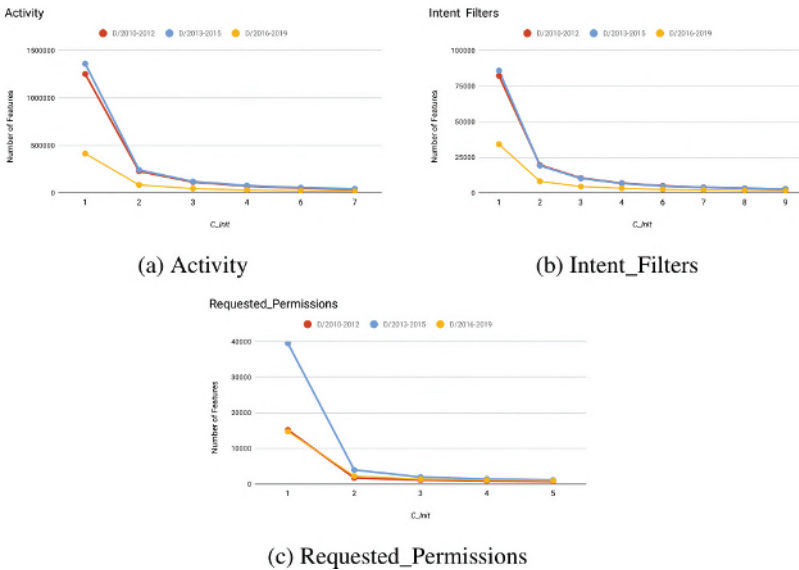 Activity
D/2010-2012 D/2013-2015 D/2016-2019
Number of Features
1500000
1000000
500000
0
1 2 3 4 6 7
C_Init
(a) Activity
Intent Filters
D/2010-2012 D/2013-2015 D/2016-2019
Number of Features
100000
75000
50000
25000
0
1 2 3 4 6 7 8 9
C_Init
(b) Intent_Filters
Requested_Permissions
D/2010-2012 D/2013-2015 D/2016-2019
Number of Features
40000
30000
20000
10000
0
1 2 3 4 5
C_Init
(c) Requested_Permissions